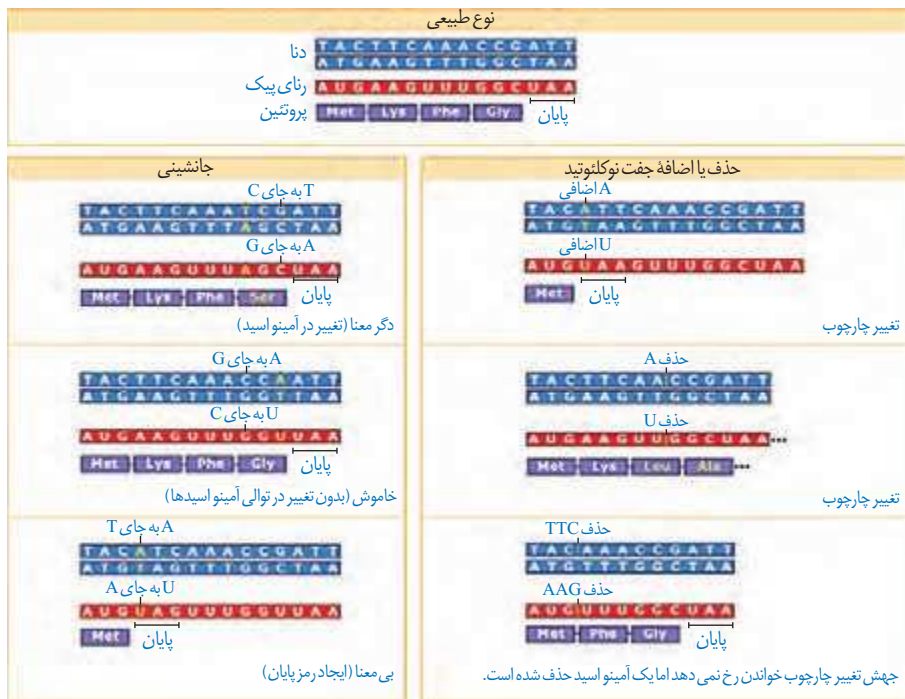 نوع طبیعی
دنا
TACTTCAAACCGATT
ATGAAGTTTGGCTAA
رنای پیک
AUGAAGUUUGGCUAA
پروتئین
Met Lys Phe Gly
پایان
جانشینی
T به جای C
TACTTCAAATCGATT
ATGAAGTTTAGCTAA
A به جای G
AUGAAGUUUAGCUAA
Met Lys Phe Ser
پایان
دگر معنا (تغییر در آمینو اسید)
A به جای G
TACTTCAAACCAATT
ATGAAGTTTGGTTAA
U به جای C
AUGAAGUUUGGUUAA
Met Lys Phe Gly
پایان
خاموش (بدون تغییر در توالی آمینو اسیدها)
A به جای T
TACATCAAACCGATT
ATGTAGTTTGGCTAA
U به جای A
AUGUAGUUUGGUUAA
Met
پایان
بی معنا (ایجاد رمز پایان)
حذف یا اضافهٔ جفت نوکلئوتید
A اضافی
TACATTCAAACCGATT
ATGTAAGTTTGGCTAA
U اضافی
AUGUAAGUUUGGCUAA
Met
پایان
تغییر چارچوب
حذف A
TACTTCAACCGATT
ATGAAGTTGGCTAA
حذف U
AUGAAGUUGGCUAA...
Met Lys Leu Ala ...
تغییر چارچوب
حذف TTC
TACAAACCGATT
ATGTTTGGCTAA
حذف AAG
AUGUUUGGCUAA
Met Phe Gly
پایان
جهش تغییر چارچوب خواندن رخ نمی دهد اما یک آمینو اسید حذف شده است.